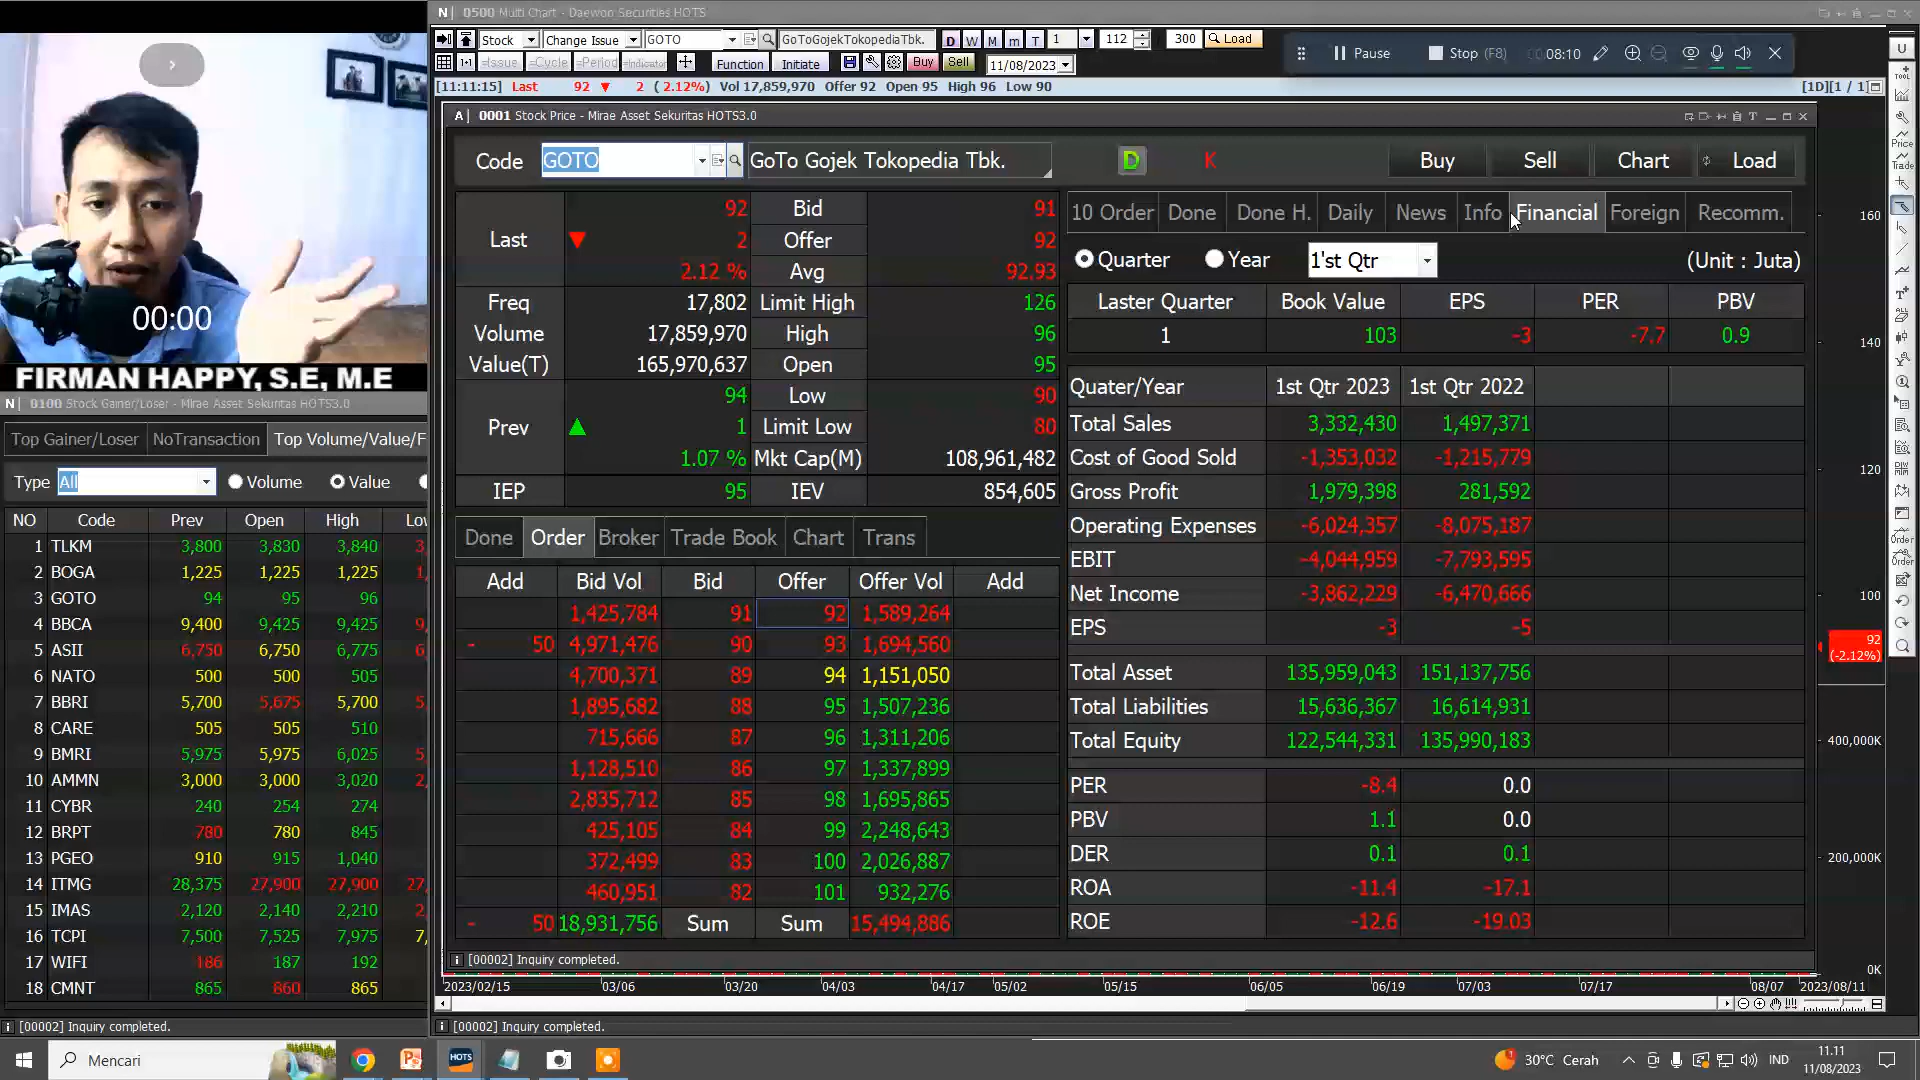 0500 Multi Chart - Daewon Securities HOTS
Stock Change Issue GOTO GoToGojekTokopediaTbk. D W M m T 1 112 300 Load
=Issue =Cycle =Period =Indicator Function Initiate Buy Sell 11/08/2023
[11:11:15] Last 92 ▼ 2 ( 2.12%) Vol 17,859,970 Offer 92 Open 95 High 96 Low 90 [1D][1 / 1]
Pause Stop (F8) 00:08:10
00:00
FIRMAN HAPPY, S.E, M.E
0100 Stock Gainer/Loser - Mirae Asset Sekuritas HOTS3.0
Top Gainer/Loser NoTransaction Top Volume/Value/F
Type All Volume Value
NO Code Prev Open High Lo
1 TLKM 3,800 3,830 3,840 3,
2 BOGA 1,225 1,225 1,225 1,
3 GOTO 94 95 96
4 BBCA 9,400 9,425 9,425 9,
5 ASII 6,750 6,750 6,775 6,
6 NATO 500 500 505
7 BBRI 5,700 5,675 5,700 5,
8 CARE 505 505 510
9 BMRI 5,975 5,975 6,025 5,
10 AMMN 3,000 3,000 3,020 2,
11 CYBR 240 254 274
12 BRPT 780 780 845
13 PGEO 910 915 1,040
14 ITMG 28,375 27,900 27,900 27,
15 IMAS 2,120 2,140 2,210 2,
16 TCPI 7,500 7,525 7,975 7,
17 WIFI 186 187 192
18 CMNT 865 860 865
[00002] Inquiry completed.
0001 Stock Price - Mirae Asset Sekuritas HOTS3.0
Code GOTO GoTo Gojek Tokopedia Tbk. D K Buy Sell Chart Load
Last ▼ 92 Bid 91
2 Offer 92
2.12 % Avg 92.93
Freq 17,802 Limit High 126
Volume 17,859,970 High 96
Value(T) 165,970,637 Open 95
Prev ▲ 94 Low 90
1 Limit Low 80
1.07 % Mkt Cap(M) 108,961,482
IEP 95 IEV 854,605
Done Order Broker Trade Book Chart Trans
Add Bid Vol Bid Offer Offer Vol Add
1,425,784 91 92 1,589,264
- 50 4,971,476 90 93 1,694,560
4,700,371 89 94 1,151,050
1,895,682 88 95 1,507,236
715,666 87 96 1,311,206
1,128,510 86 97 1,337,899
2,835,712 85 98 1,695,865
425,105 84 99 2,248,643
372,499 83 100 2,026,887
460,951 82 101 932,276
- 50 18,931,756 Sum Sum 15,494,886
[00002] Inquiry completed.
10 Order Done Done H. Daily News Info Financial Foreign Recomm.
Quarter Year 1'st Qtr (Unit : Juta)
Laster Quarter Book Value EPS PER PBV
1 103 -3 -7.7 0.9
Quater/Year 1st Qtr 2023 1st Qtr 2022
Total Sales 3,332,430 1,497,371
Cost of Good Sold -1,353,032 -1,215,779
Gross Profit 1,979,398 281,592
Operating Expenses -6,024,357 -8,075,187
EBIT -4,044,959 -7,793,595
Net Income -3,862,229 -6,470,666
EPS -3 -5
Total Asset 135,959,043 151,137,756
Total Liabilities 15,636,367 16,614,931
Total Equity 122,544,331 135,990,183
PER -8.4 0.0
PBV 1.1 0.0
DER 0.1 0.1
ROA -11.4 -17.1
ROE -12.6 -19.03
160
140
120
100
92
(-2.12%)
400,000K
200,000K
0K
U
TOOL
Price
Trade
Order
Order
2023/02/15 03/06 03/20 04/03 04/17 05/02 05/15 06/05 06/19 07/03 07/17 08/07 2023/08/11
[00002] Inquiry completed.
Mencari HOTS 30°C Cerah IND 11.11
11/08/2023